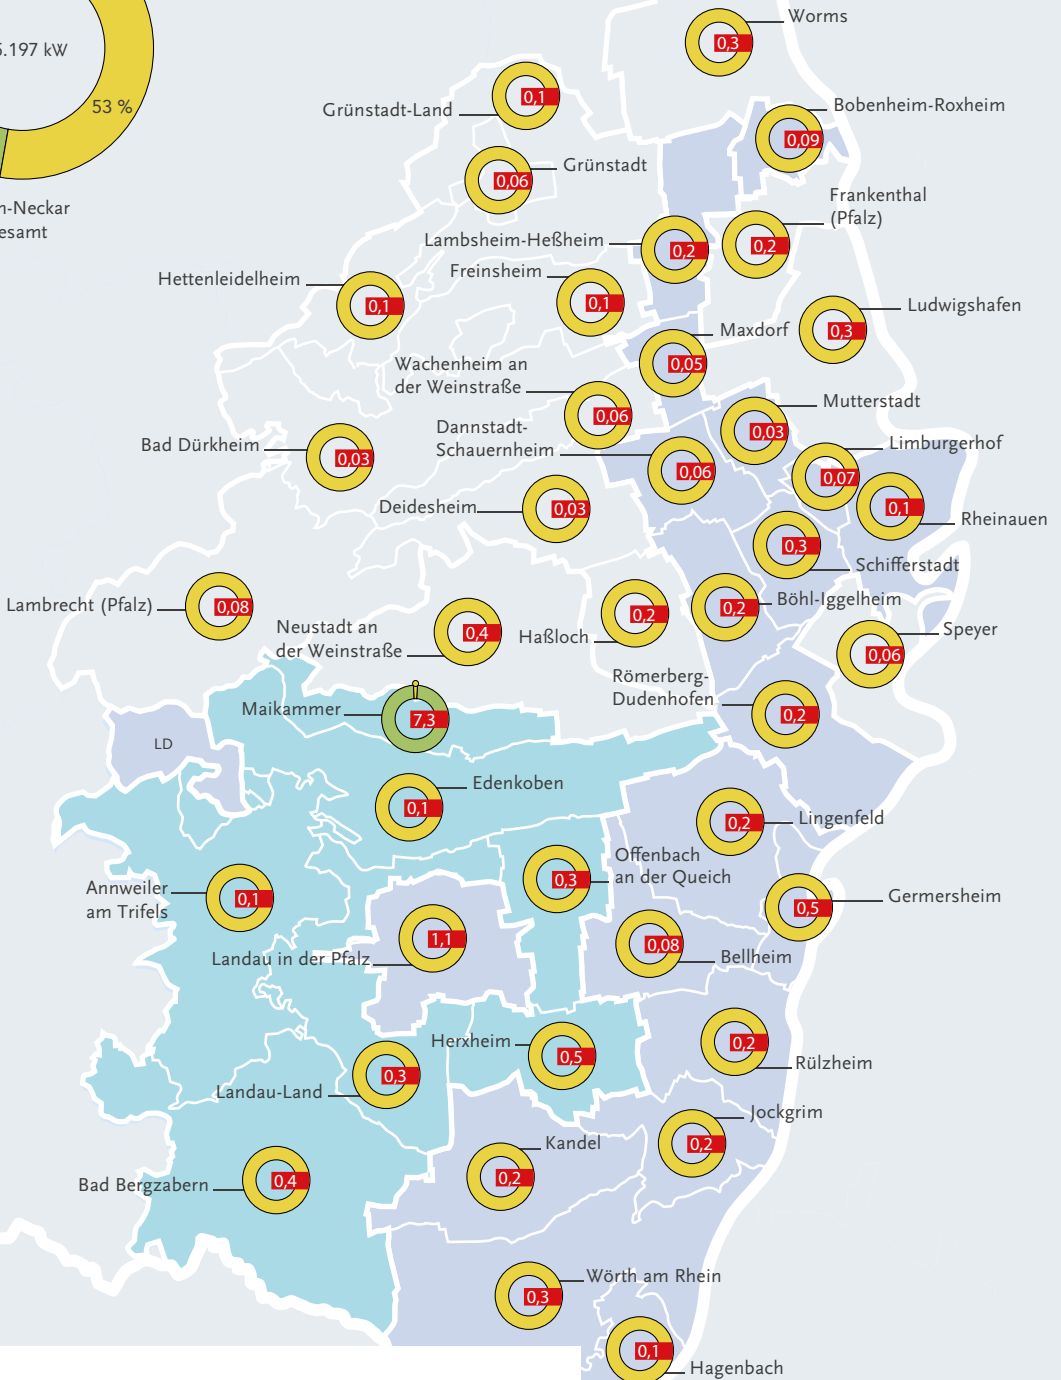 Worms
0,3
5.197 kW
53 %
0,1
Grünstadt-Land
Bobenheim-Roxheim
0,09
Grünstadt
0,06
n-Neckar
esamt
Frankenthal
(Pfalz)
Lambsheim-Heßheim
0,2
0,2
Freinsheim
Hettenleidelheim
0,1
0,1
Ludwigshafen
0,3
Maxdorf
0,05
Wachenheim an
der Weinstraße
0,06
Mutterstadt
0,03
Dannstadt-
Schauernheim
0,06
Bad Dürkheim
0,03
Limburgerhof
0,07
Deidesheim
0,03
0,1
Rheinauen
0,3
Schifferstadt
Lambrecht (Pfalz)
0,08
Neustadt an
der Weinstraße
0,4
Haßloch
0,2
0,2
Böhl-Iggelheim
Speyer
0,06
Römerberg-
Dudenhofen
0,2
Maikammer
7,3
LD
Edenkoben
0,1
0,2
Lingenfeld
Offenbach
an der Queich
0,3
Annweiler
am Trifels
0,1
Germersheim
0,5
1,1
Landau in der Pfalz
0,08
Bellheim
Herxheim
0,5
0,2
Rülzheim
0,3
Landau-Land
Jockgrim
0,2
Kandel
0,2
Bad Bergzabern
0,4
Wörth am Rhein
0,3
0,1
Hagenbach